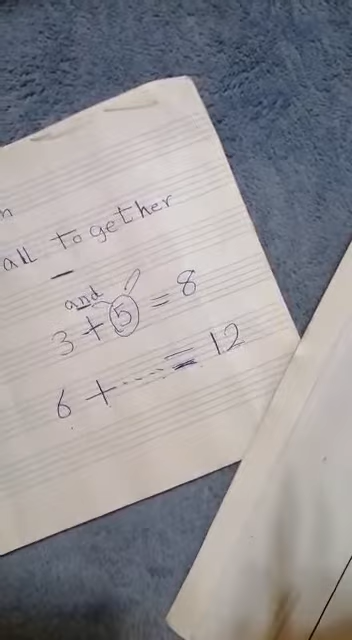 all together
and
3 + 5 = 8
6 + ..... = 12